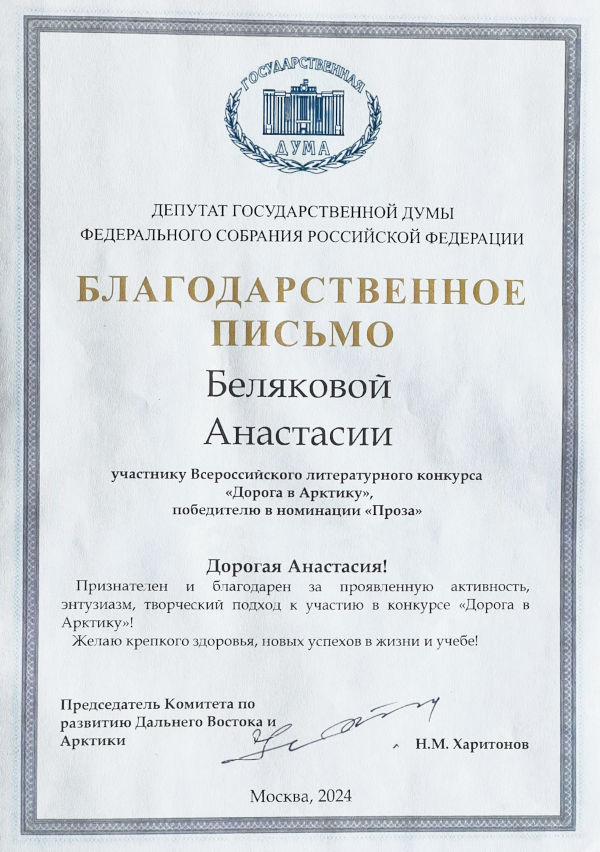 ГОСУДАРСТВЕННАЯ
ДУМА
ДЕПУТАТ ГОСУДАРСТВЕННОЙ ДУМЫ
ФЕДЕРАЛЬНОГО СОБРАНИЯ РОССИЙСКОЙ ФЕДЕРАЦИИ
БЛАГОДАРСТВЕННОЕ
ПИСЬМО
Беляковой
Анастасии
участнику Всероссийского литературного конкурса
«Дорога в Арктику»,
победителю в номинации «Проза»
Дорогая Анастасия!
Признателен и благодарен за проявленную активность,
энтузиазм, творческий подход к участию в конкурсе «Дорога в
Арктику»!
Желаю крепкого здоровья, новых успехов в жизни и учебе!
Председатель Комитета по
развитию Дальнего Востока и
Арктики
Н.М. Харитонов
Москва, 2024